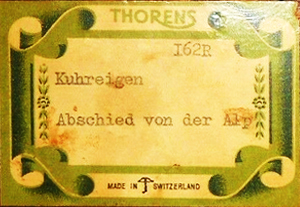 THORENS
162R
Kuhreigen
Abschied von der Alp
MADE IN SWITZERLAND